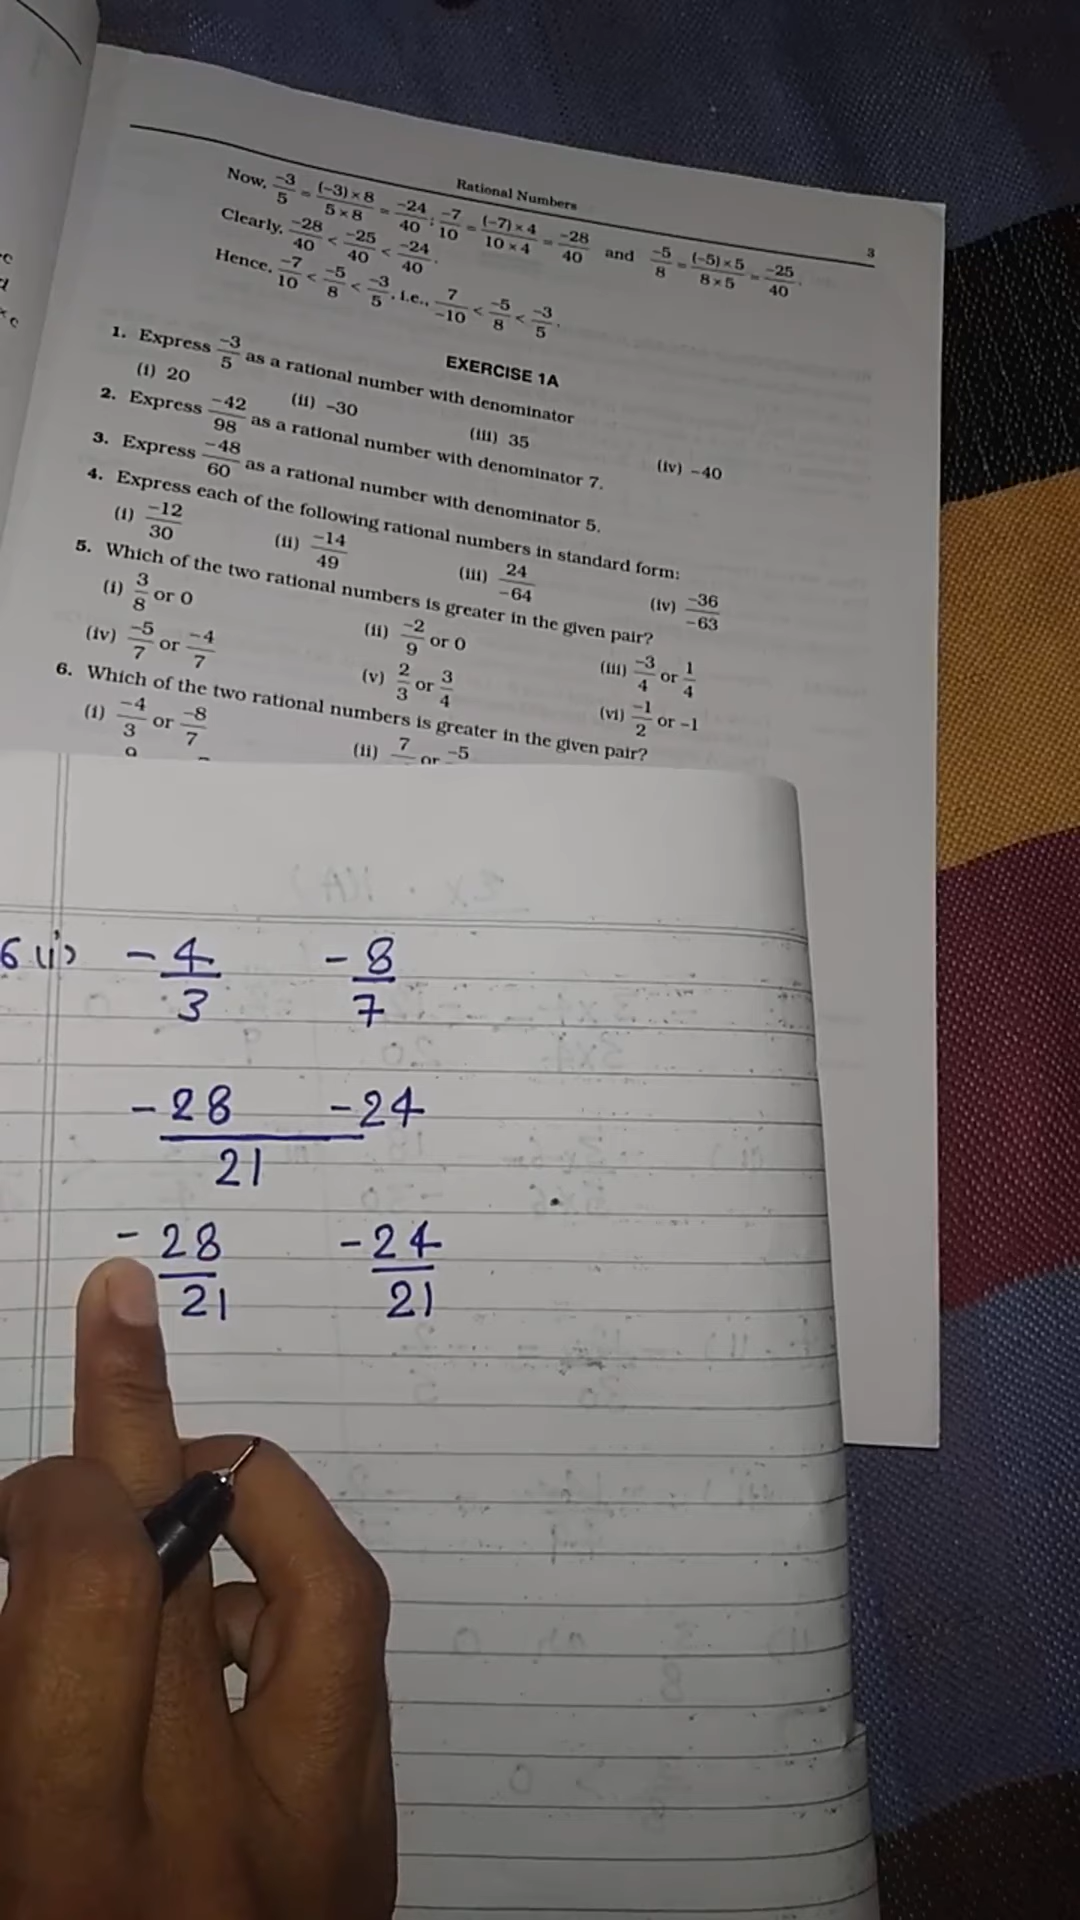 Rational Numbers
3
Now, -3/5 = (-3) × 8 / 5 × 8 = -24/40 ; -7/10 = (-7) × 4 / 10 × 4 = -28/40 and -5/8 = (-5) × 5 / 8 × 5 = -25/40 .
Clearly, -28/40 < -25/40 < -24/40 .
Hence, -7/10 < -5/8 < -3/5 , i.e., 7/-10 < -5/8 < -3/5 .
EXERCISE 1A
1. Express -3/5 as a rational number with denominator
(i) 20 (ii) -30 (iii) 35 (iv) -40
2. Express -42/98 as a rational number with denominator 7.
3. Express -48/60 as a rational number with denominator 5.
4. Express each of the following rational numbers in standard form:
(i) -12/30 (ii) -14/49 (iii) 24/-64 (iv) -36/-63
5. Which of the two rational numbers is greater in the given pair?
(i) 3/8 or 0 (ii) -2/9 or 0 (iii) -3/4 or 1/4
(iv) -5/7 or -4/7 (v) 2/3 or 3/4 (vi) -1/2 or -1
6. Which of the two rational numbers is greater in the given pair?
(i) -4/3 or -8/7 (ii) 7 or -5
6 (i) -4/3 -8/7
-28 -24 / 21
-28/21 -24/21